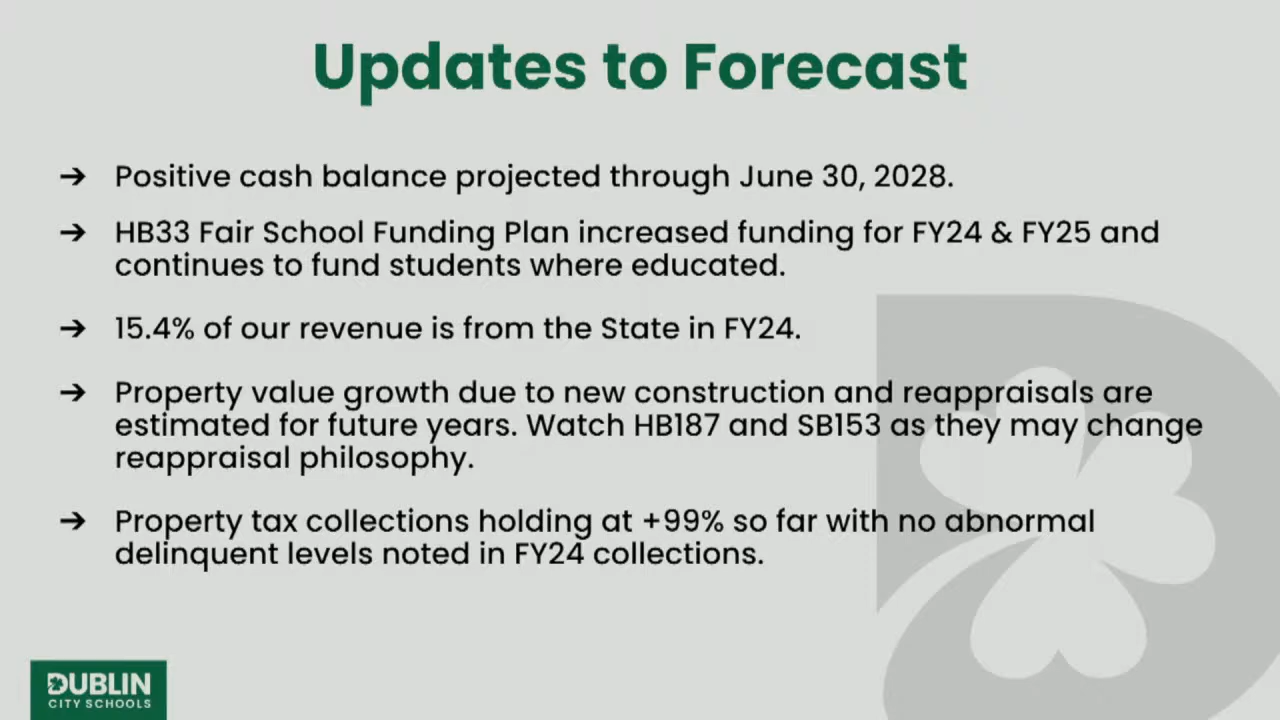 Updates to Forecast
➔ Positive cash balance projected through June 30, 2028.
➔ HB33 Fair School Funding Plan increased funding for FY24 & FY25 and
continues to fund students where educated.
➔ 15.4% of our revenue is from the State in FY24.
➔ Property value growth due to new construction and reappraisals are
estimated for future years. Watch HB187 and SB153 as they may change
reappraisal philosophy.
➔ Property tax collections holding at +99% so far with no abnormal
delinquent levels noted in FY24 collections.
DUBLIN
CITY SCHOOLS